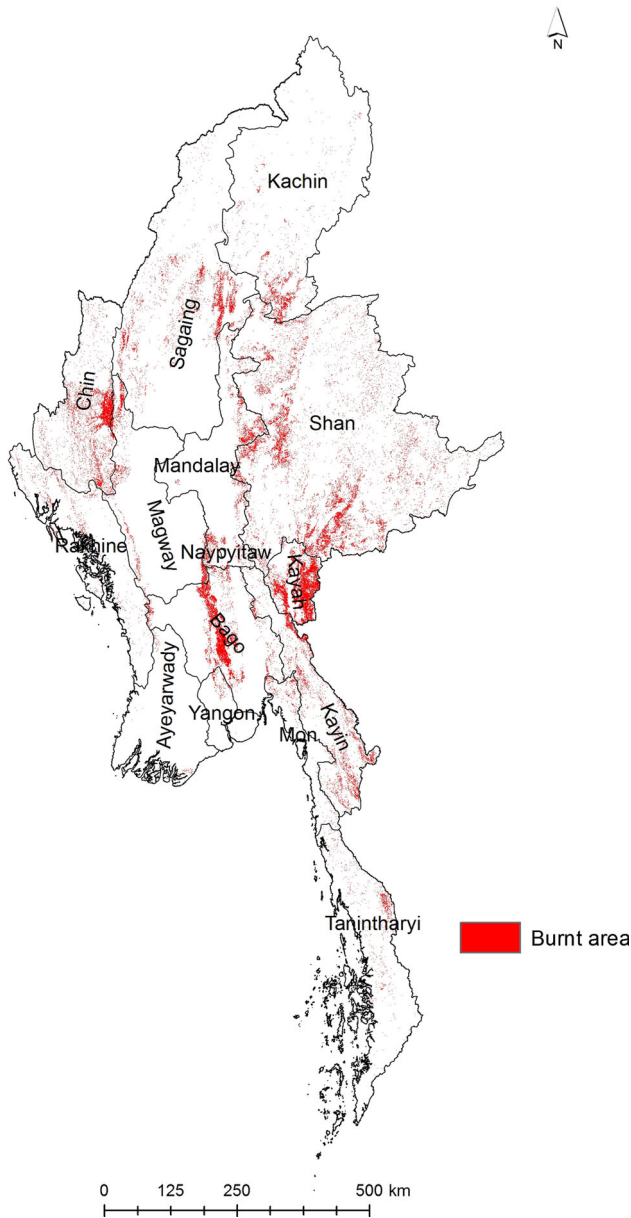 N
Kachin
Sagaing
Chin
Shan
Mandalay
Magway
Rakhine
Naypyitaw
Kayah
Bago
Ayeyarwady
Yangon
Mon
Kayin
Tanintharyi
Burnt area
0 125 250 500 km